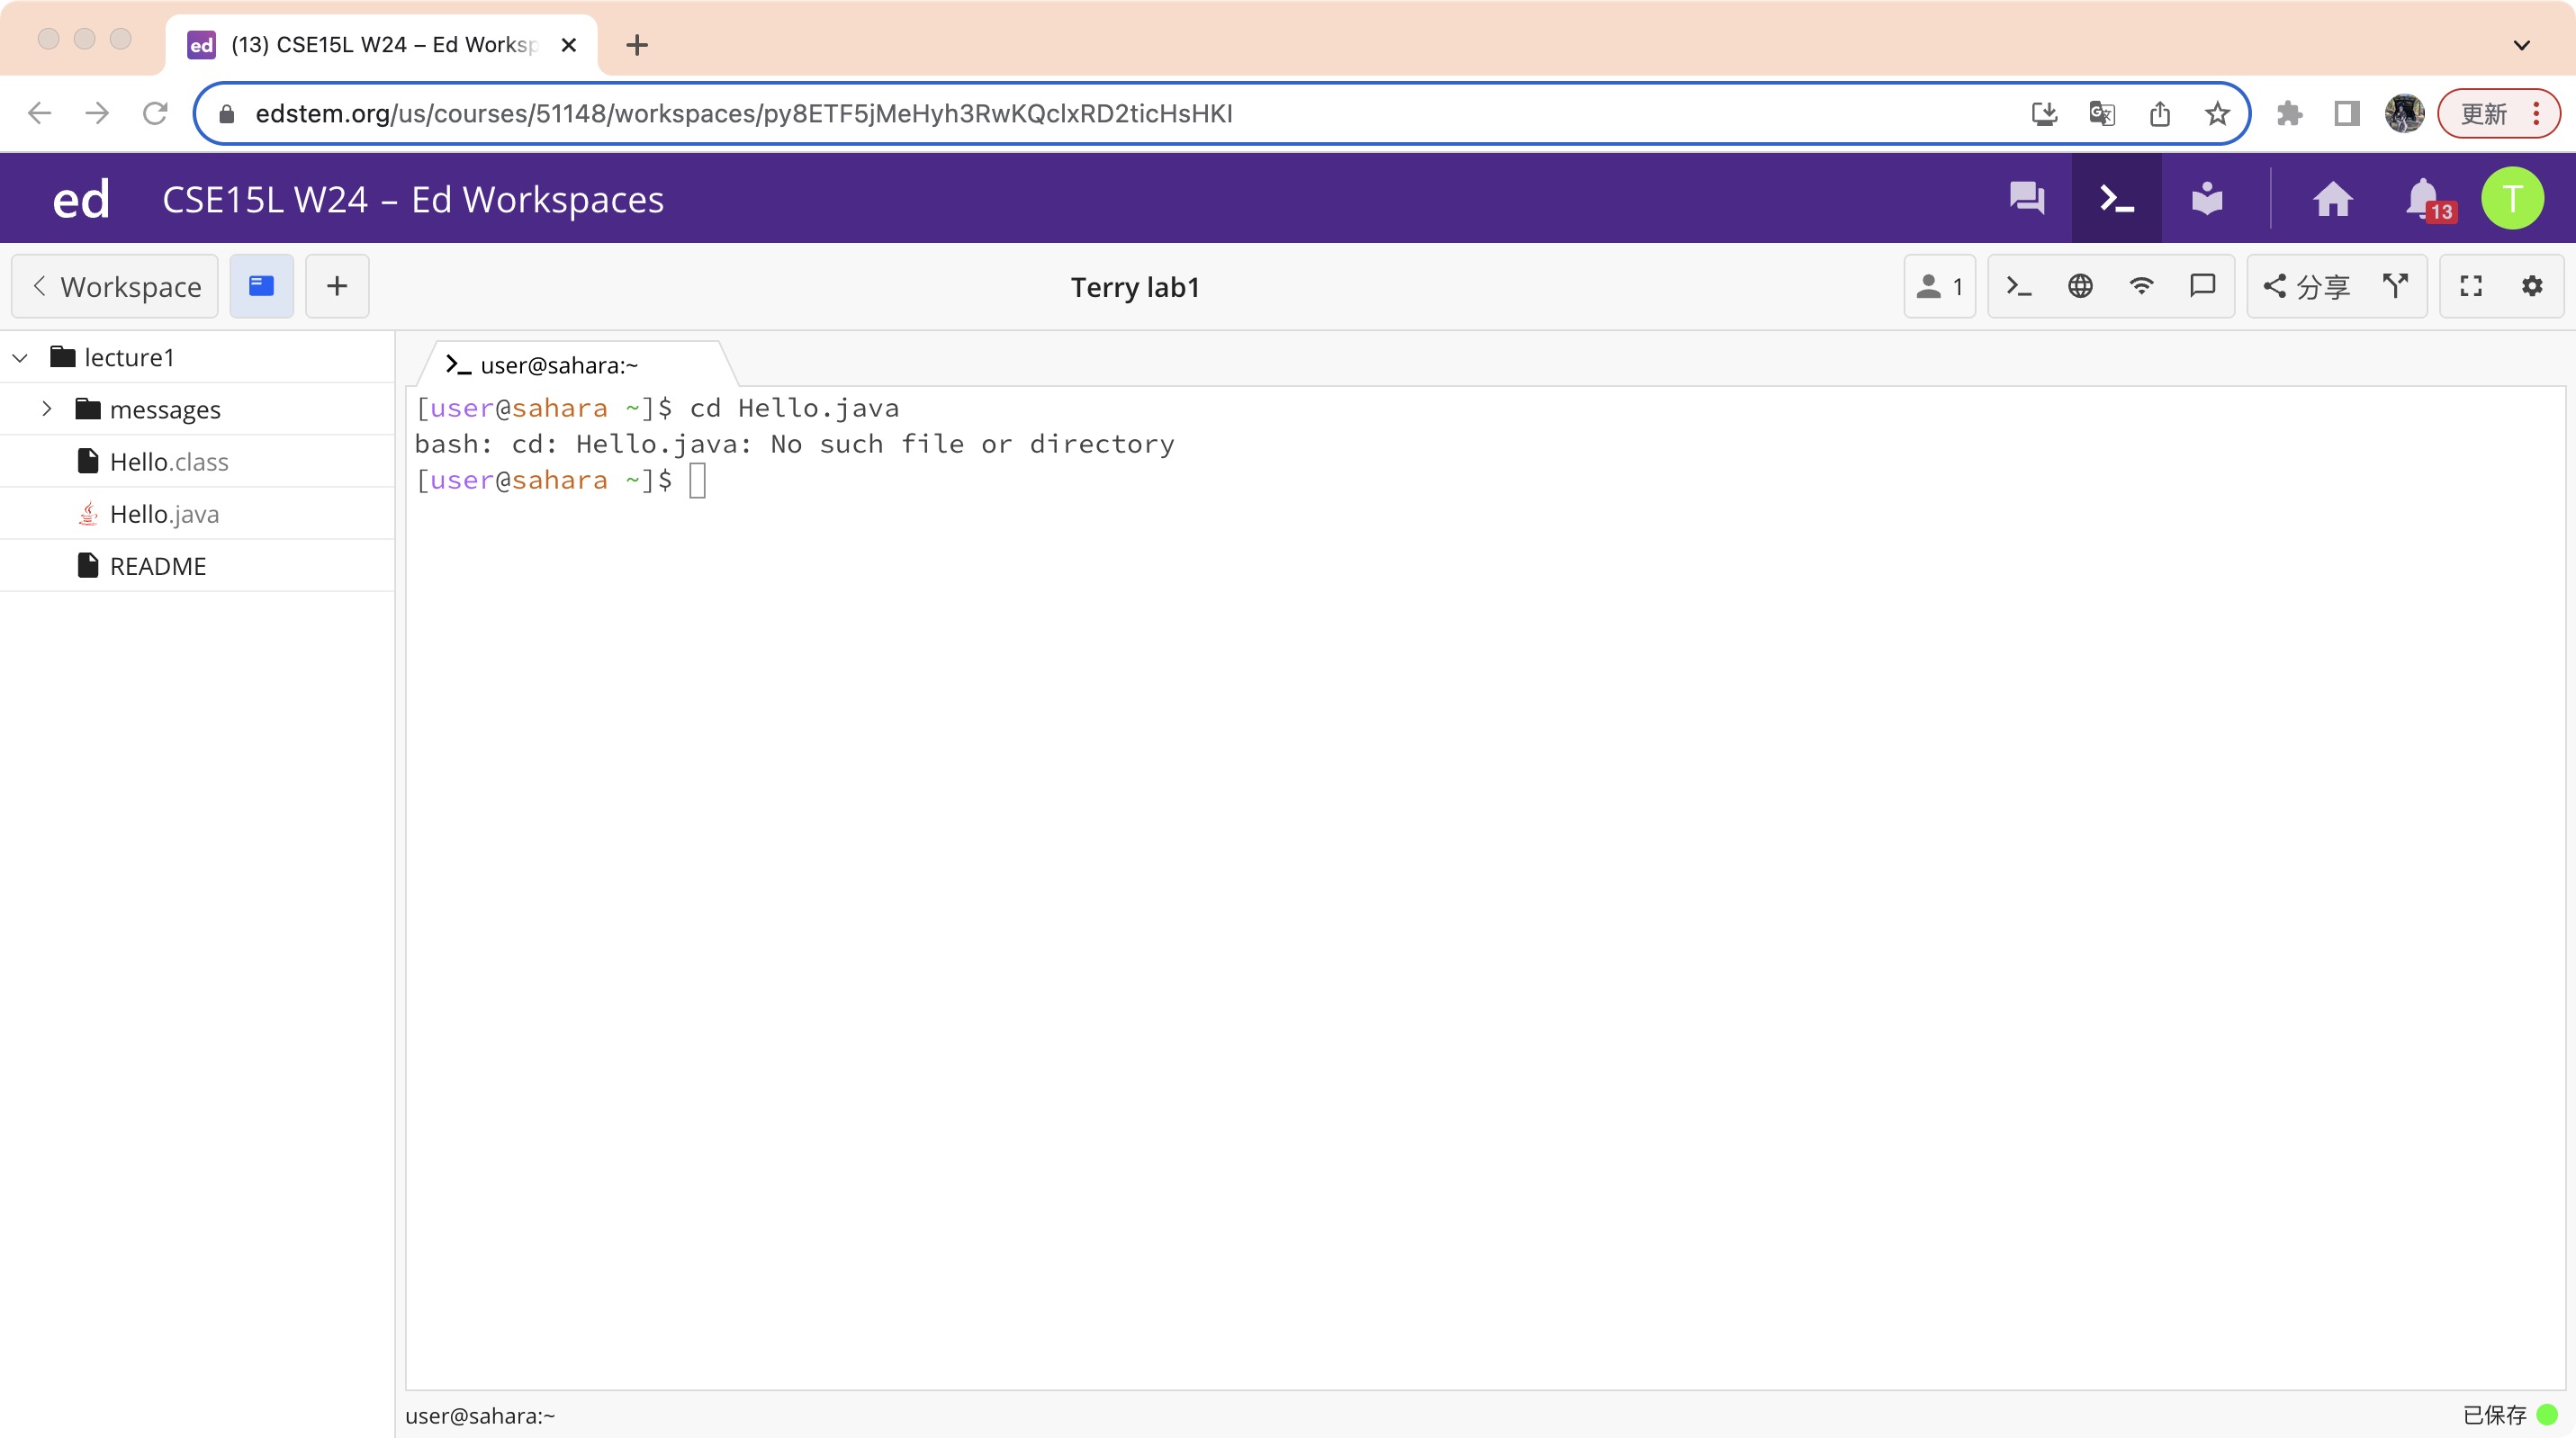 ed (13) CSE15L W24 – Ed Worksp
edstem.org/us/courses/51148/workspaces/py8ETF5jMeHyh3RwKQclxRD2ticHsHKI 更新
ed CSE15L W24 – Ed Workspaces 13 T
Workspace Terry lab1 1 分享
lecture1
messages
Hello.class
Hello.java
README
user@sahara:~
[user@sahara ~]$ cd Hello.java
bash: cd: Hello.java: No such file or directory
[user@sahara ~]$
user@sahara:~ 已保存